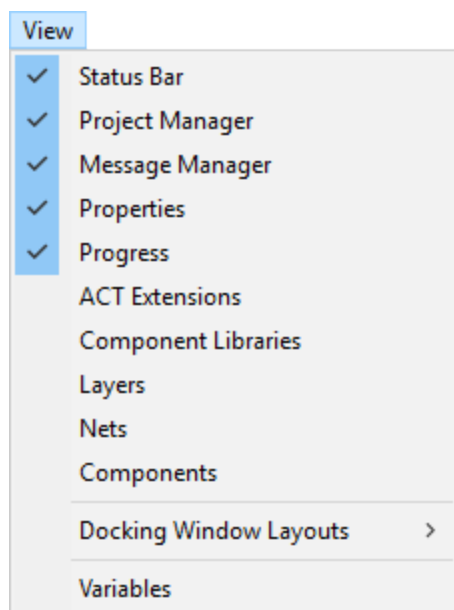 View
Status Bar
Project Manager
Message Manager
Properties
Progress
ACT Extensions
Component Libraries
Layers
Nets
Components
Docking Window Layouts
Variables